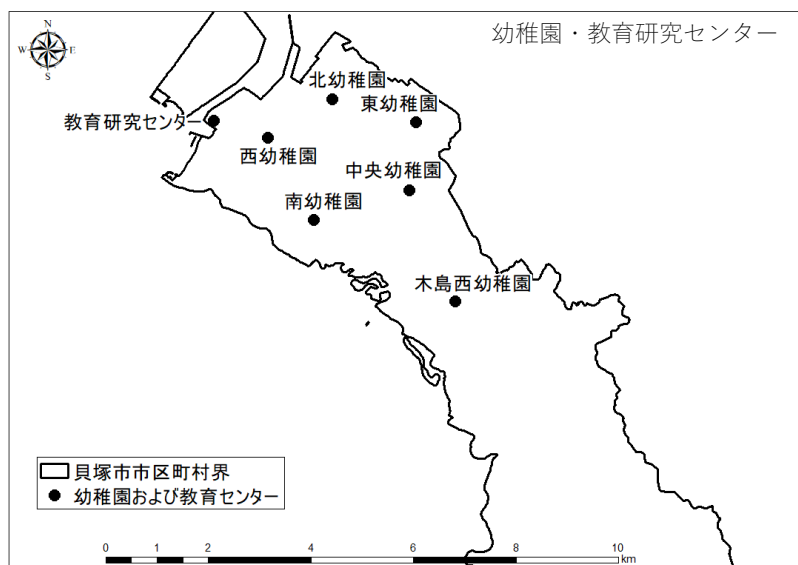 幼稚園・教育研究センター
N
W
E
S
北幼稚園
東幼稚園
教育研究センター
西幼稚園
中央幼稚園
南幼稚園
木島西幼稚園
貝塚市市区町村界
幼稚園および教育センター
0 2 4 6 8 10
km